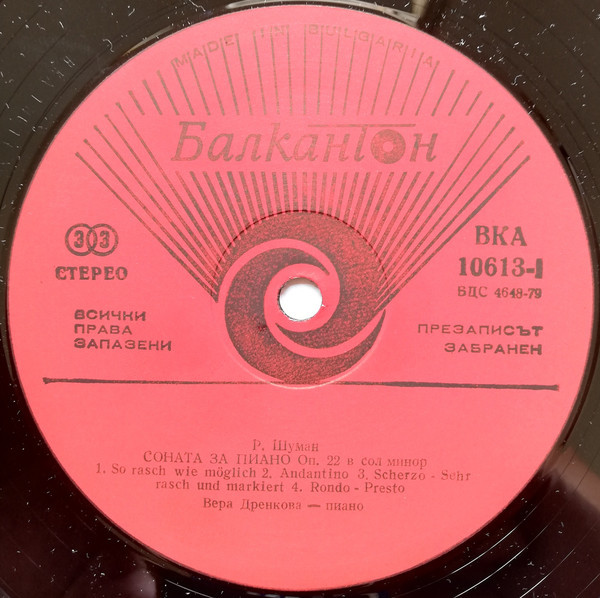 MADE IN BULGARIA
Балкантон
33
СТЕРЕО
ВКА
10613-I
БДС 4648-79
ВСИЧКИ
ПРАВА
ЗАПАЗЕНИ
ПРЕЗАПИСЪТ
ЗАБРАНЕН
Р. Шуман
СОНАТА ЗА ПИАНО Оп. 22 в сол минор
1. So rasch wie möglich 2. Andantino 3. Scherzo - Sehr
rasch und markiert 4. Rondo - Presto
Вера Дренкова — пиано